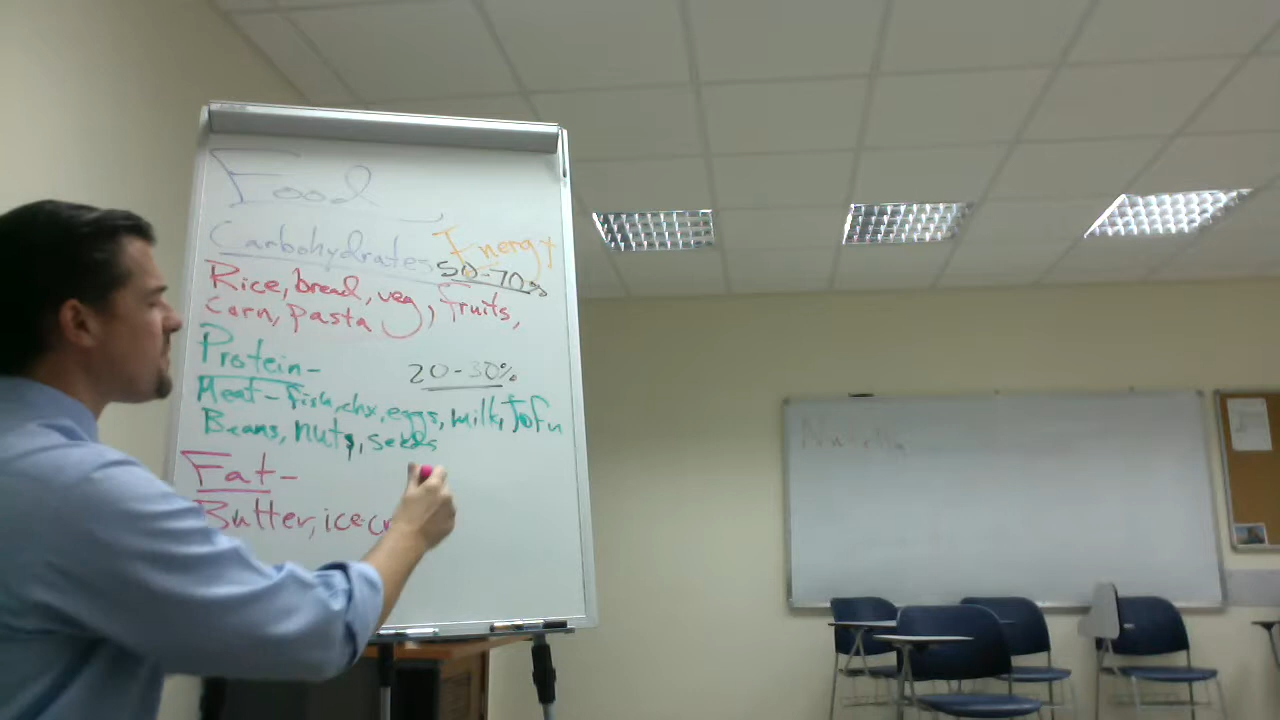 Food
Carbohydrates Energy
50-70%
Rice, bread, veg, fruits,
Corn, pasta
Protein-
20-30%
Meat-fish, chx, eggs, milk, tofu
Beans, nuts, seeds
Fat-
Butter, ice-cr